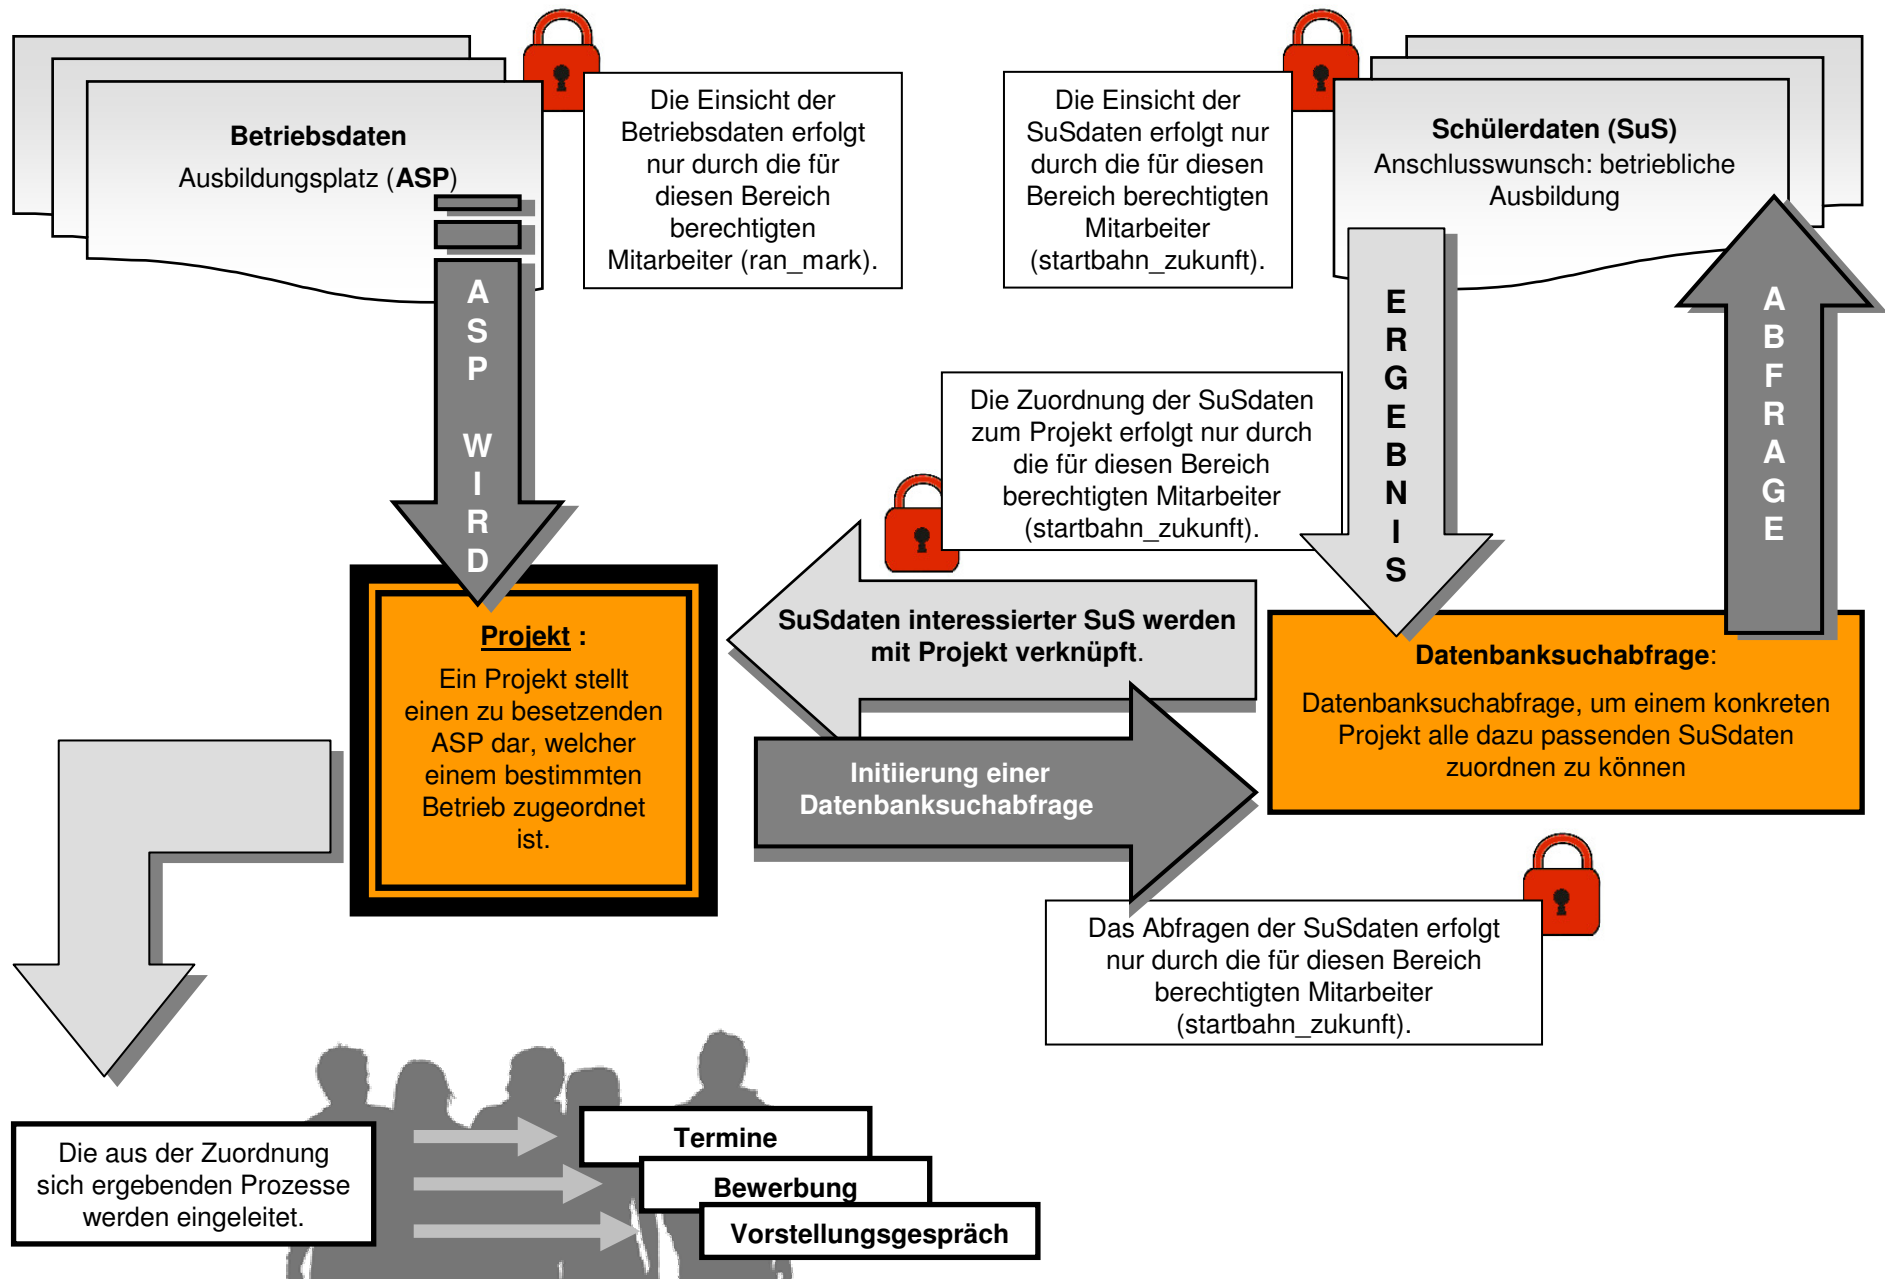 Betriebsdaten
Ausbildungsplatz (ASP)
Die Einsicht der
Betriebsdaten erfolgt
nur durch die für
diesen Bereich
berechtigten
Mitarbeiter (ran_mark).
Die Einsicht der
SuSdaten erfolgt nur
durch die für diesen
Bereich berechtigten
Mitarbeiter
(startbahn_zukunft).
Schülerdaten (SuS)
Anschlusswunsch: betriebliche
Ausbildung
A
S
P
W
I
R
D
E
R
G
E
B
N
I
S
A
B
F
R
A
G
E
Die Zuordnung der SuSdaten
zum Projekt erfolgt nur durch
die für diesen Bereich
berechtigten Mitarbeiter
(startbahn_zukunft).
Projekt :
Ein Projekt stellt
einen zu besetzenden
ASP dar, welcher
einem bestimmten
Betrieb zugeordnet
ist.
SuSdaten interessierter SuS werden
mit Projekt verknüpft.
Initiierung einer
Datenbanksuchabfrage
Datenbanksuchabfrage:
Datenbanksuchabfrage, um einem konkreten
Projekt alle dazu passenden SuSdaten
zuordnen zu können
Das Abfragen der SuSdaten erfolgt
nur durch die für diesen Bereich
berechtigten Mitarbeiter
(startbahn_zukunft).
Die aus der Zuordnung
sich ergebenden Prozesse
werden eingeleitet.
Termine
Bewerbung
Vorstellungsgespräch